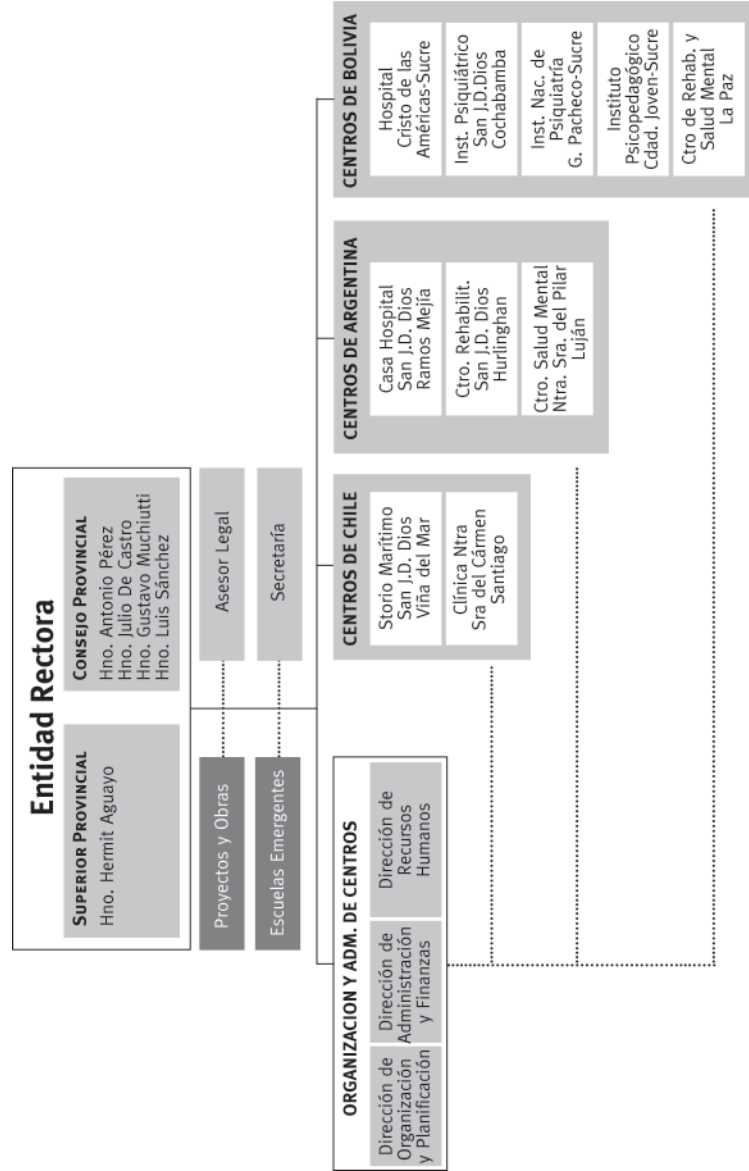 Entidad Rectora
SUPERIOR PROVINCIAL
Hno. Hermit Aguayo
CONSEJO PROVINCIAL
Hno. Antonio Pérez
Hno. Julio De Castro
Hno. Gustavo Muchiutti
Hno. Luis Sánchez
Proyectos y Obras
Asesor Legal
Escuelas Emergentes
Secretaría
ORGANIZACION Y ADM. DE CENTROS
Dirección de
Organización
y Planificación
Dirección de
Administración
y Finanzas
Dirección de
Recursos
Humanos
CENTROS DE CHILE
Storio Marítimo
San J.D. Dios
Viña del Mar
Clínica Ntra
Sra del Cármen
Santiago
CENTROS DE ARGENTINA
Casa Hospital
San J.D. Dios
Ramos Mejía
Ctro. Rehabilit.
San J.D. Dios
Hurlinghan
Ctro. Salud Mental
Ntra. Sra. del Pilar
Luján
CENTROS DE BOLIVIA
Hospital
Cristo de las
Américas-Sucre
Inst. Psiquiátrico
San J.D.Dios
Cochabamba
Inst. Nac. de
Psiquiatría
G. Pacheco-Sucre
Instituto
Psicopedagógico
Cdad. Joven-Sucre
Ctro de Rehab. y
Salud Mental
La Paz